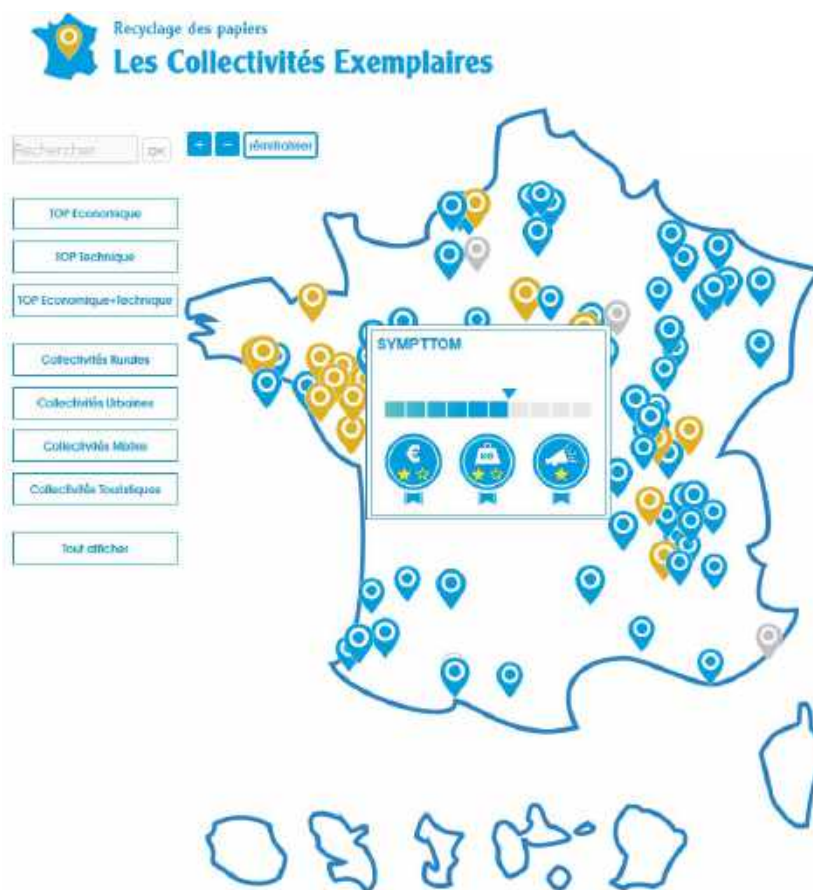 Recyclage des papiers
Les Collectivités Exemplaires
Rechercher
OK
+
-
réinitialiser
TOP Economique
TOP Technique
TOP Economique+Technique
Collectivités Rurales
Collectivités Urbaines
Collectivités Mixtes
Collectivités Touristiques
Tout afficher
SYMPTTOM
€
KG